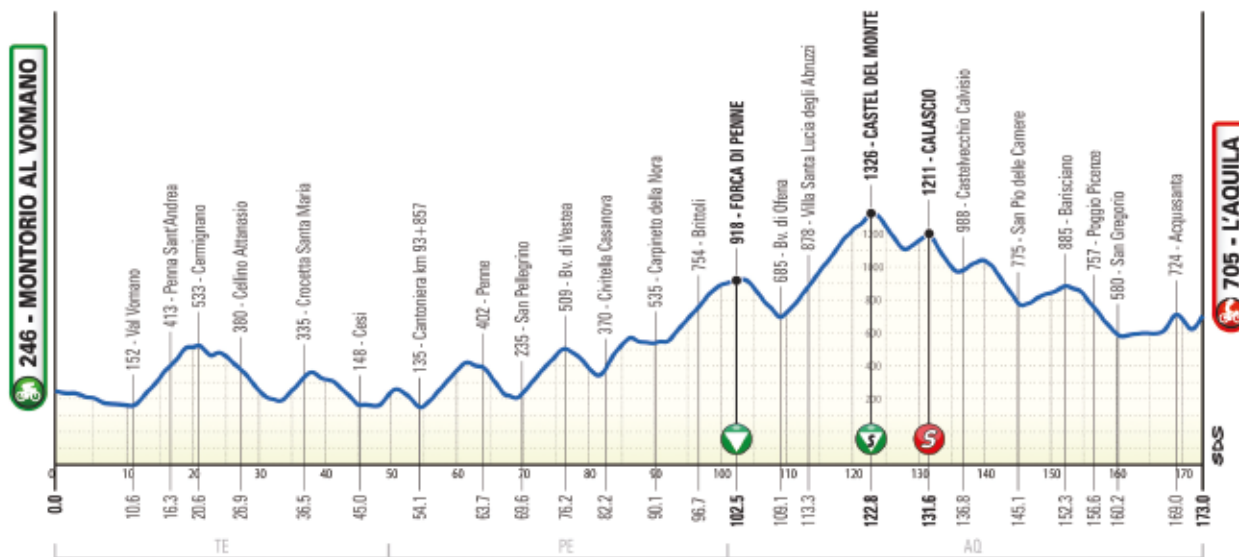 246 - MONTORIO AL VOMANO
152 - Val Vomano
413 - Penna Sant'Andrea
533 - Cermignano
380 - Cellino Attanasio
335 - Crocetta Santa Maria
148 - Cesi
135 - Cantoniera km 93+857
402 - Penne
235 - San Pellegrino
509 - Bv. di Vestea
370 - Civitella Casanova
535 - Carpineto della Nora
754 - Brittoli
918 - FORCA DI PENNE
685 - Bv. di Ofena
878 - Villa Santa Lucia degli Abruzzi
1326 - CASTEL DEL MONTE
1211 - CALASCIO
988 - Castelvecchio Calvisio
775 - San Pio delle Camere
885 - Barisciano
757 - Poggio Picenze
580 - San Gregorio
724 - Acquasanta
705 - L'AQUILA
1200
1000
800
600
400
200
S
S
SDS
0 10 20 30 40 50 60 70 80 90 100 110 120 130 140 150 160 170
0.0 10.6 16.3 20.6 26.9 36.5 45.0 54.1 63.7 69.6 76.2 82.2 90.1 96.7 102.5 109.1 113.3 122.8 131.6 136.8 145.1 152.3 156.6 160.2 169.0 173.0
TE PE AQ